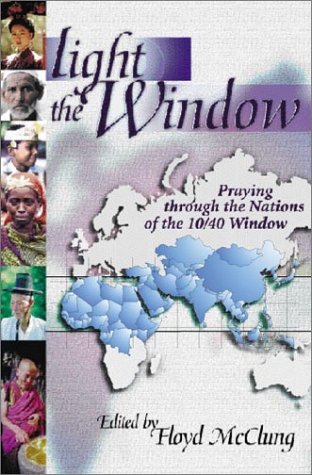 light
the Window
Praying
through the Nations
of the 10/40 Window
Edited by
Floyd McClung